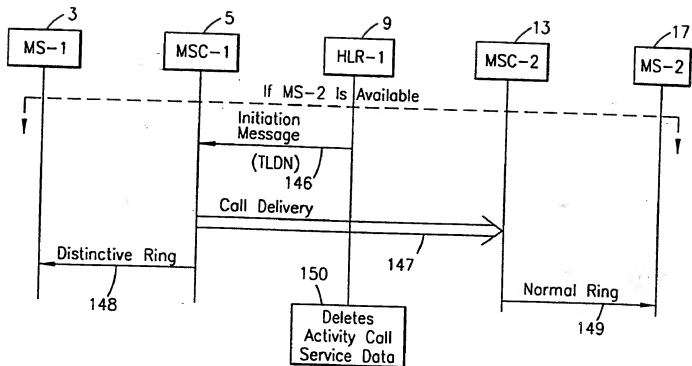 3
5
9
13
17
MS-1
MSC-1
HLR-1
MSC-2
MS-2
If MS-2 Is Available
Initiation
Message
(TLDN)
146
Call Delivery
147
Distinctive Ring
148
150
Normal Ring
149
Deletes
Activity Call
Service Data